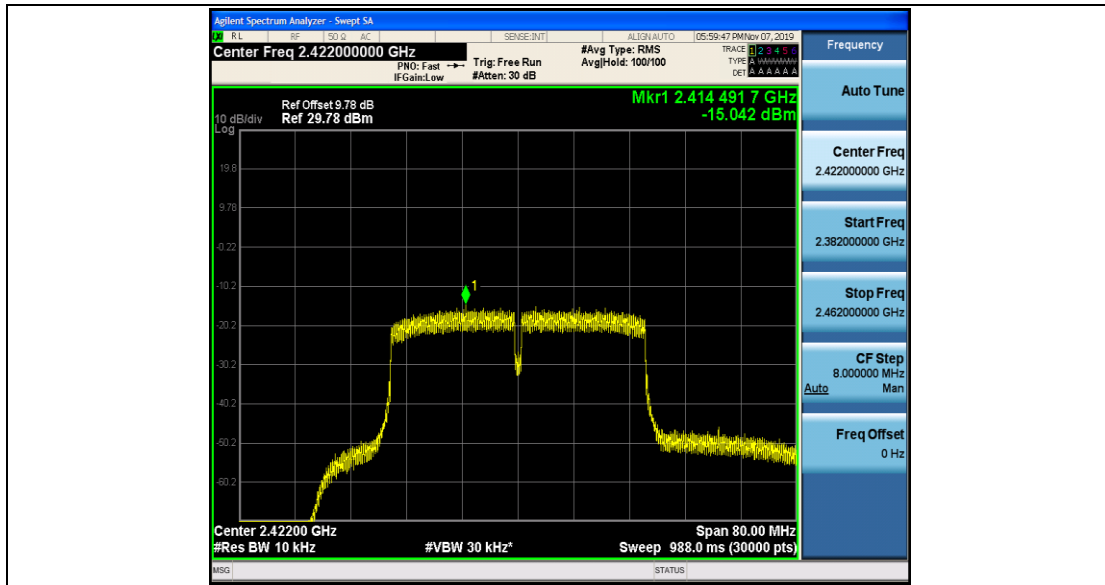 Agilent Spectrum Analyzer - Swept SA
RL RF 50 Ω AC SENSE:INT ALIGNAUTO 05:59:47 PM Nov 07, 2019
Center Freq 2.422000000 GHz
PNO: Fast
IFGain:Low
Trig: Free Run
#Atten: 30 dB
#Avg Type: RMS
Avg|Hold: 100/100
TRACE 1 2 3 4 5 6
TYPE A WWWWW
DET A A A A A A
Ref Offset 9.78 dB
10 dB/div Ref 29.78 dBm
Log
Mkr1 2.414 491 7 GHz
-15.042 dBm
19.8
9.78
-0.22
-10.2
1
-20.2
-30.2
-40.2
-50.2
-60.2
Center 2.42200 GHz Span 80.00 MHz
#Res BW 10 kHz #VBW 30 kHz* Sweep 988.0 ms (30000 pts)
MSG STATUS
Frequency
Auto Tune
Center Freq
2.422000000 GHz
Start Freq
2.382000000 GHz
Stop Freq
2.462000000 GHz
CF Step
8.000000 MHz
Auto Man
Freq Offset
0 Hz